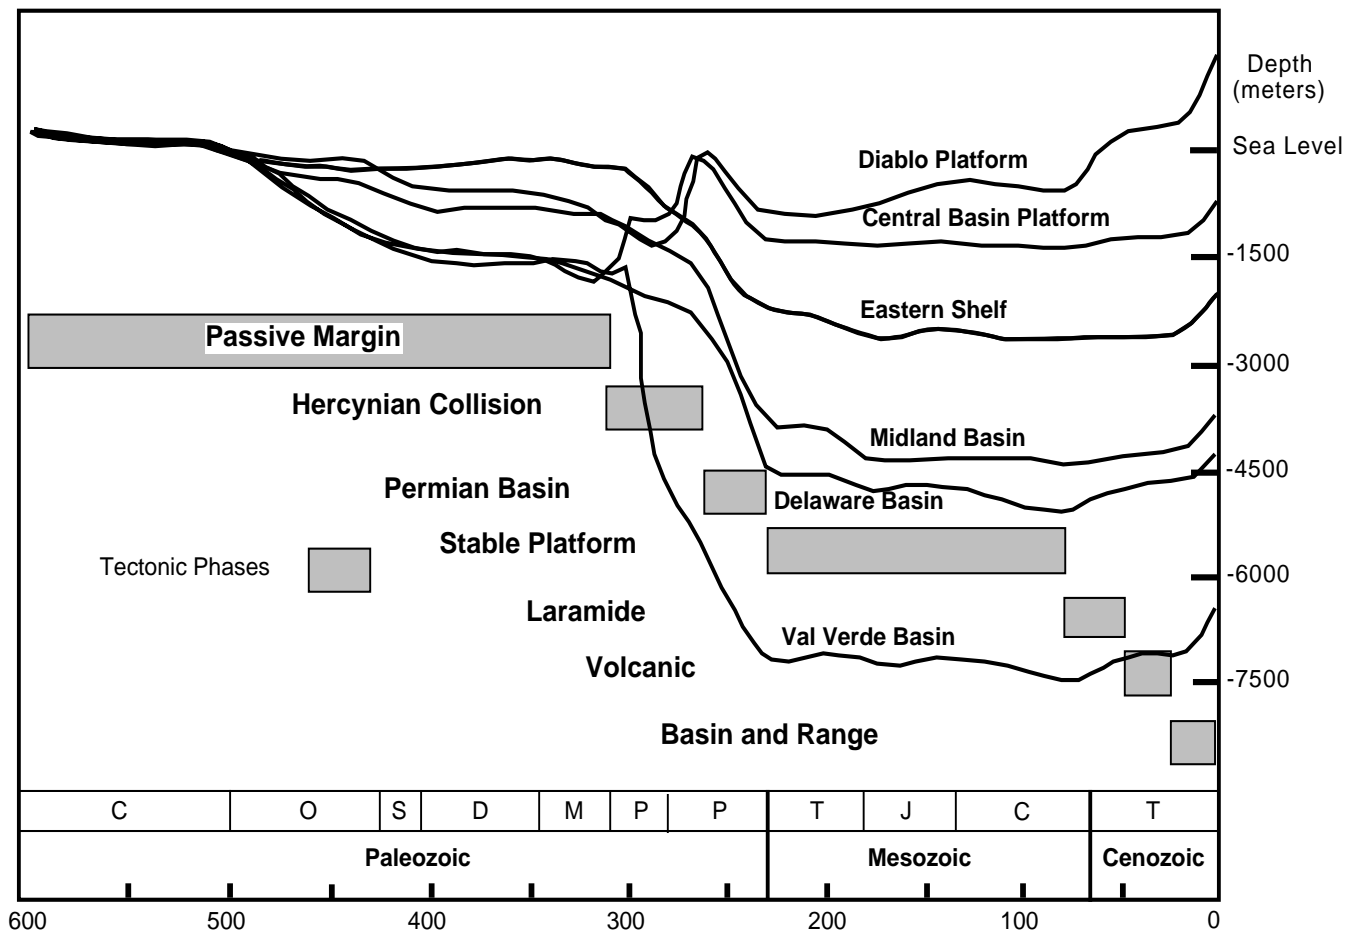 Depth
(meters)
Sea Level
Diablo Platform
Central Basin Platform
-1500
Eastern Shelf
Passive Margin
-3000
Hercynian Collision
Midland Basin
-4500
Permian Basin
Delaware Basin
Stable Platform
Tectonic Phases
-6000
Laramide
Val Verde Basin
Volcanic
-7500
Basin and Range
C O S D M P P T J C T
Paleozoic Mesozoic Cenozoic
600 500 400 300 200 100 0